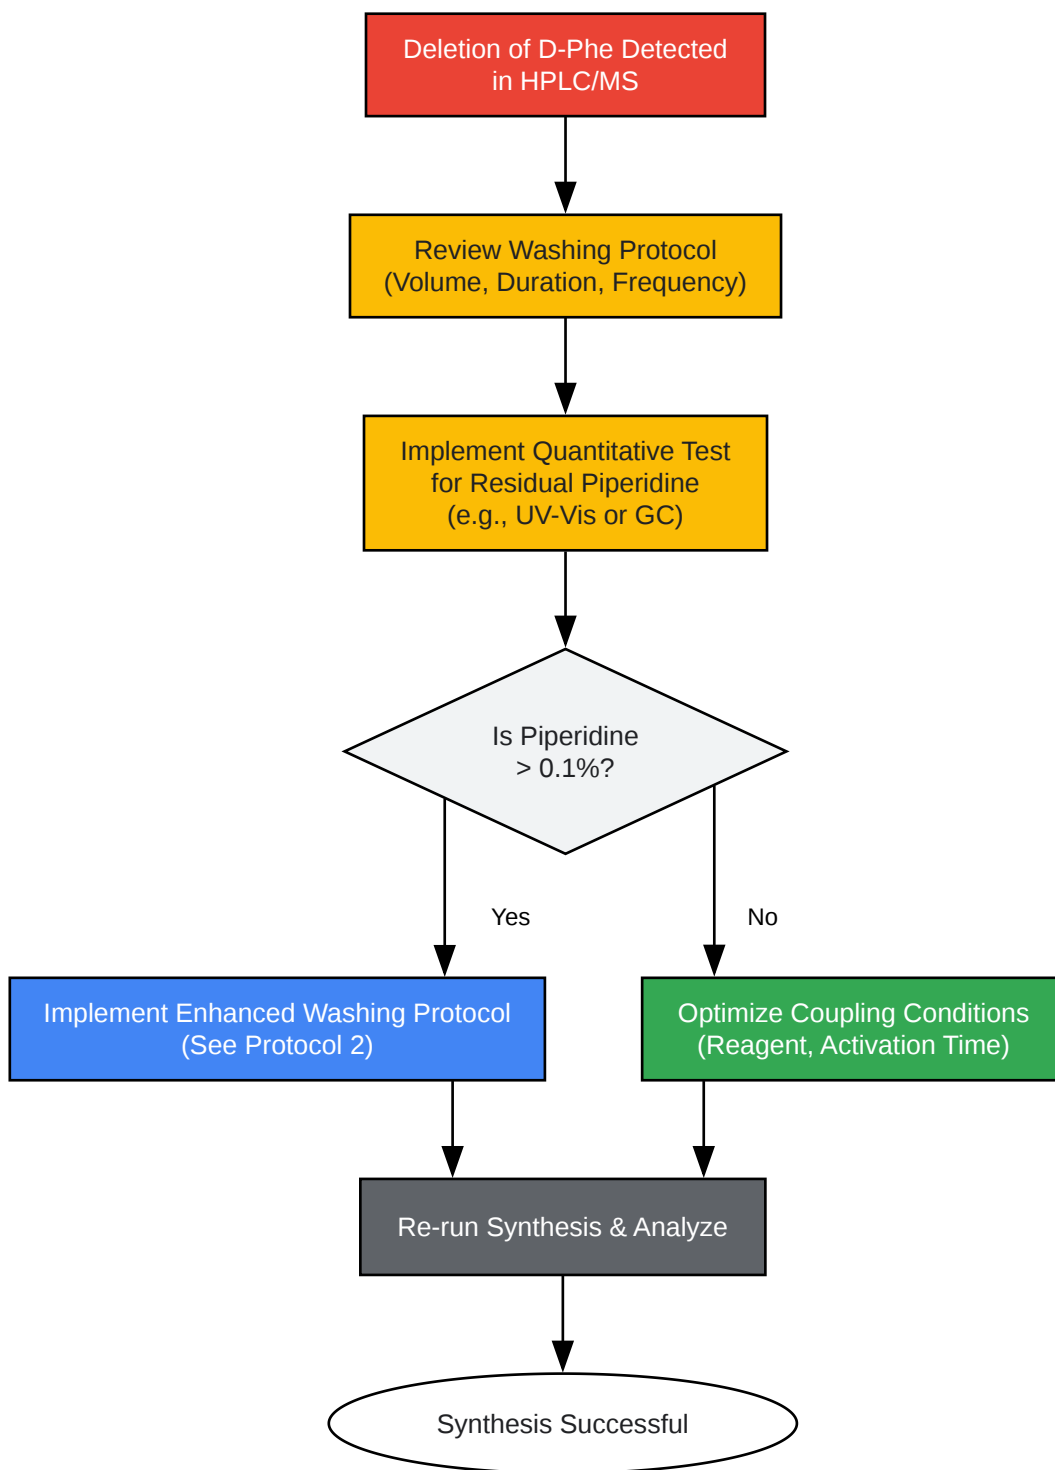 Deletion of D-Phe Detected
in HPLC/MS
Review Washing Protocol
(Volume, Duration, Frequency)
Implement Quantitative Test
for Residual Piperidine
(e.g., UV-Vis or GC)
Is Piperidine
> 0.1%?
Yes
No
Implement Enhanced Washing Protocol
(See Protocol 2)
Optimize Coupling Conditions
(Reagent, Activation Time)
Re-run Synthesis & Analyze
Synthesis Successful